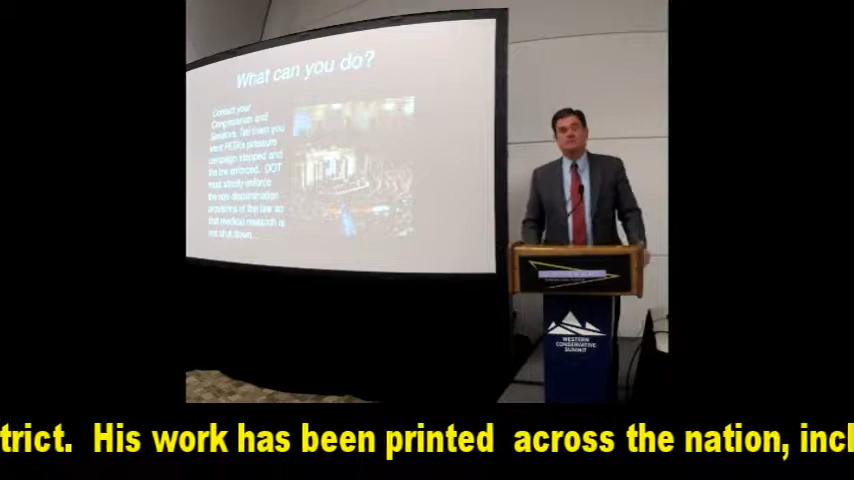 What can you do?
Contact your
Congressman and
Senators. Tell them you
want PETA's pressure
campaign stopped and
the law enforced. DOT
must strictly enforce
the non discrimination
provisions of the law so
that medical research is
not shut down...
WESTERN
CONSERVATIVE
SUMMIT
trict. His work has been printed across the nation, incl